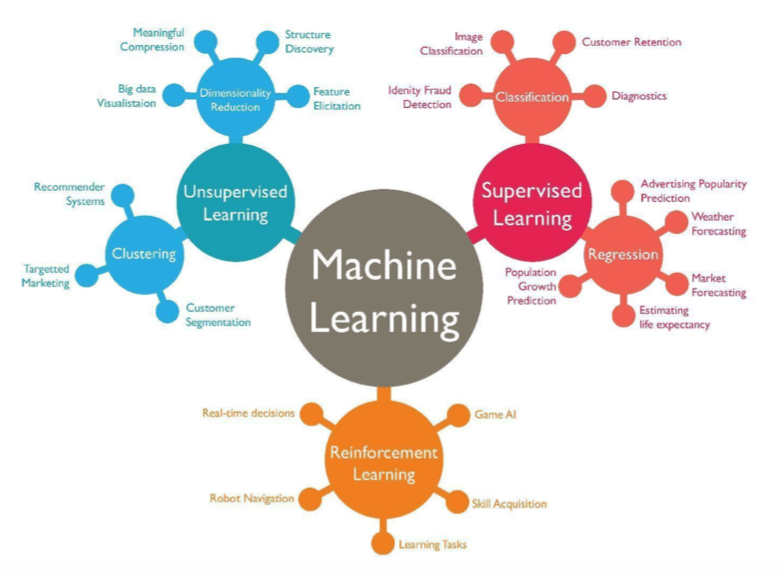 Meaningful
Compression
Structure
Discovery
Big data
Visualistaion
Dimensionality
Reduction
Feature
Elicitation
Unsupervised
Learning
Recommender
Systems
Clustering
Targetted
Marketing
Customer
Segmentation
Machine
Learning
Image
Classification
Customer Retention
Idenity Fraud
Detection
Classification
Diagnostics
Supervised
Learning
Advertising Popularity
Prediction
Weather
Forecasting
Regression
Population
Growth
Prediction
Market
Forecasting
Estimating
life expectancy
Real-time decisions
Game AI
Reinforcement
Learning
Robot Navigation
Skill Acquisition
Learning Tasks